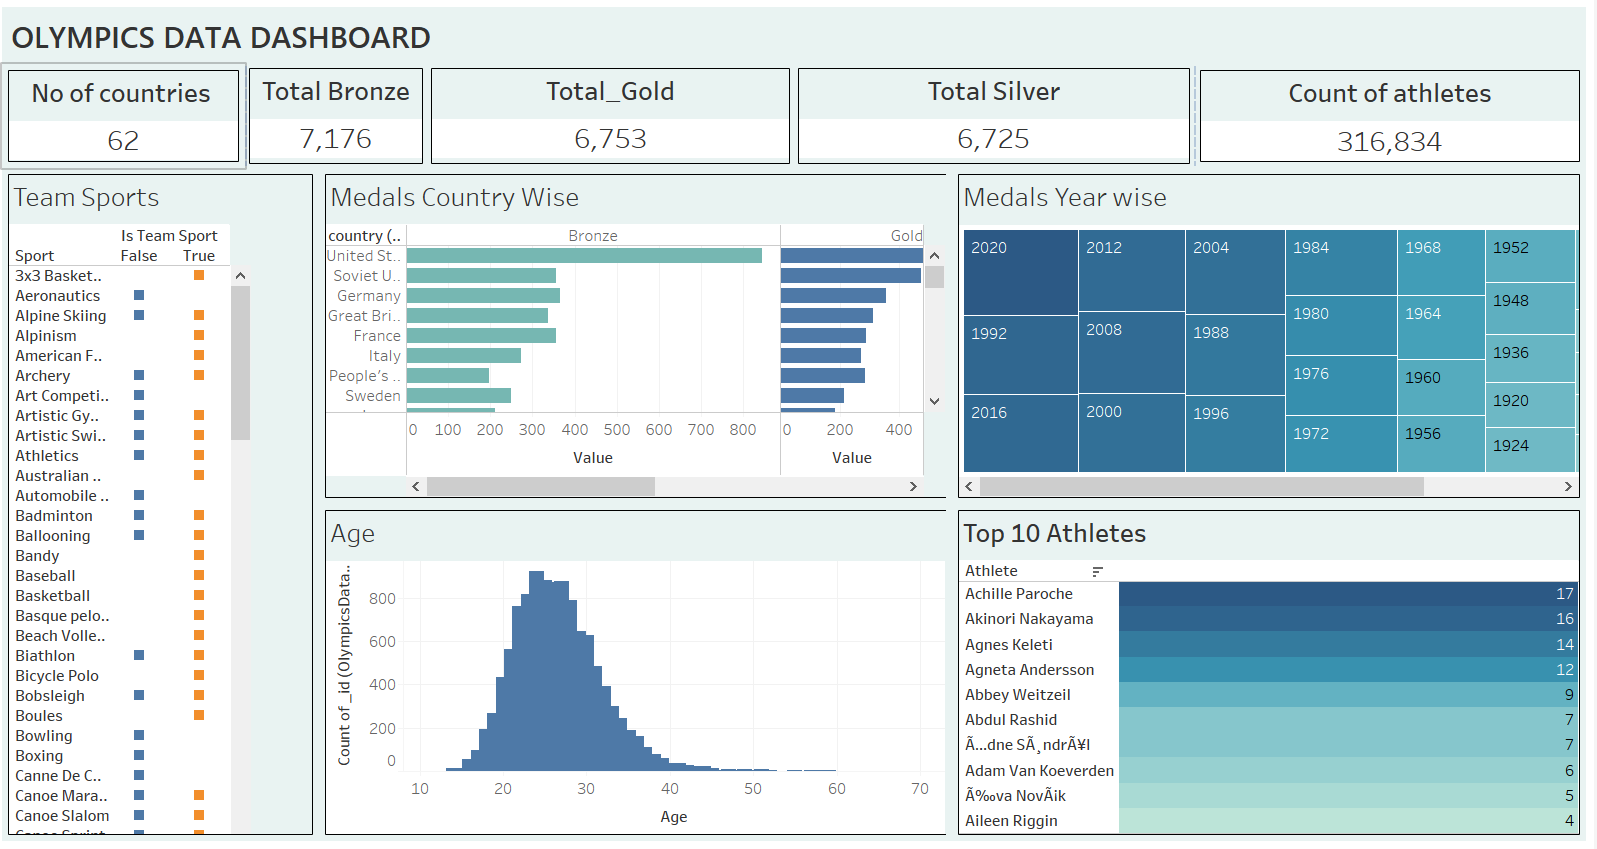 OLYMPICS DATA DASHBOARD
No of countries
62
Total Bronze
7,176
Total_Gold
6,753
Total Silver
6,725
Count of athletes
316,834
Team Sports
Is Team Sport
Sport False True
3x3 Basket..
Aeronautics
Alpine Skiing
Alpinism
American F..
Archery
Art Competi..
Artistic Gy..
Artistic Swi..
Athletics
Australian ..
Automobile ..
Badminton
Ballooning
Bandy
Baseball
Basketball
Basque pelo..
Beach Volle..
Biathlon
Bicycle Polo
Bobsleigh
Boules
Bowling
Boxing
Canne De C..
Canoe Mara..
Canoe Slalom
Canoe Sprint
Medals Country Wise
country (.. Bronze Gold
United St..
Soviet U..
Germany
Great Bri..
France
Italy
People's ..
Sweden
0 100 200 300 400 500 600 700 800 0 200 400
Value Value
Medals Year wise
2020 2012 2004 1984 1968 1952
1948
1980 1964
1992 2008 1988
1936
1976 1960
1920
2016 2000 1996
1972 1956
1924
Age
Count of _id (OlympicsData..
800
600
400
200
0
10 20 30 40 50 60 70
Age
Top 10 Athletes
Athlete
Achille Paroche 17
Akinori Nakayama 16
Agnes Keleti 14
Agneta Andersson 12
Abbey Weitzeil 9
Abdul Rashid 7
Ã…dne SÃ¸ndrÃ¥l 7
Adam Van Koeverden 6
Ã‰va NovÃ¡k 5
Aileen Riggin 4